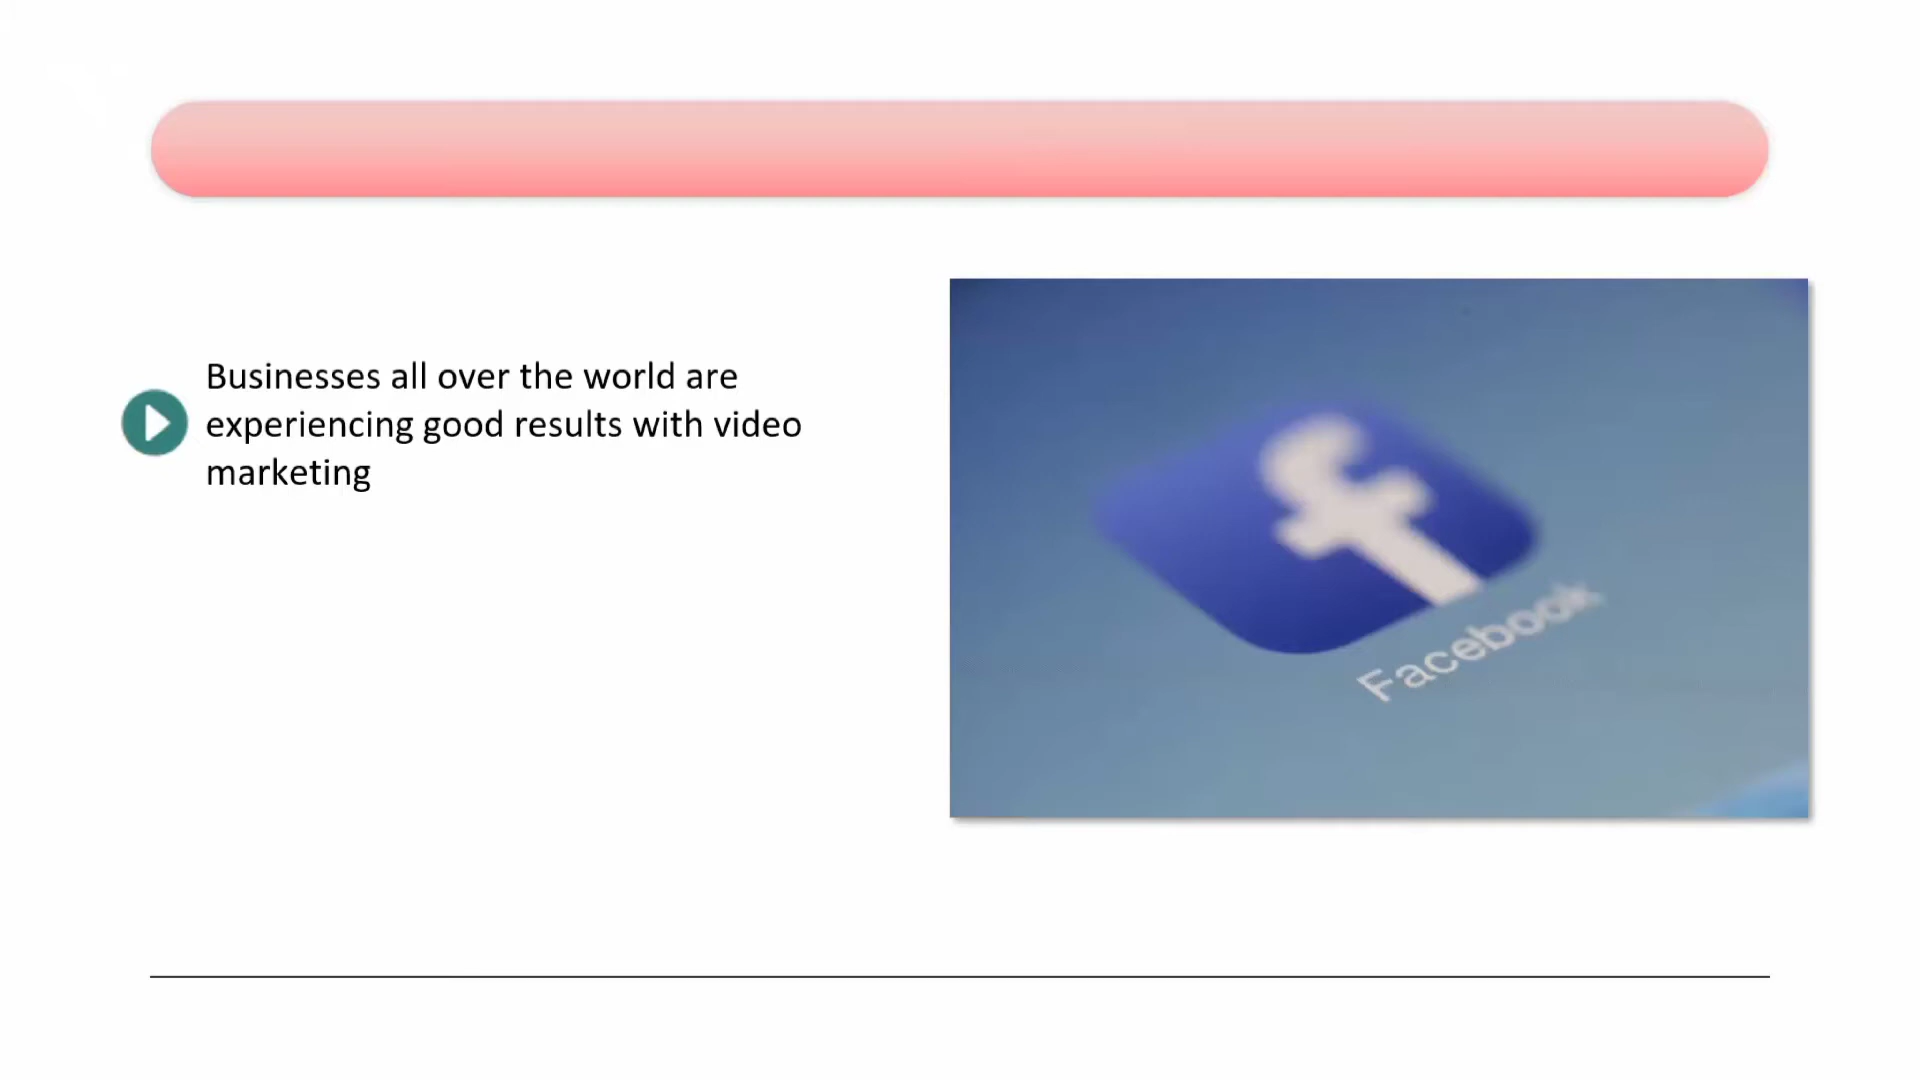 Businesses all over the world are
experiencing good results with video
marketing
Facebook